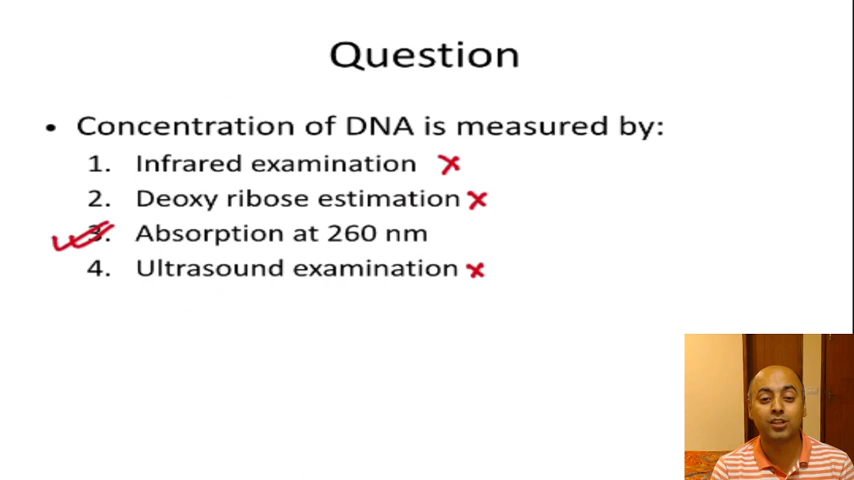 Question
• Concentration of DNA is measured by:
1. Infrared examination
2. Deoxy ribose estimation
3. Absorption at 260 nm
4. Ultrasound examination